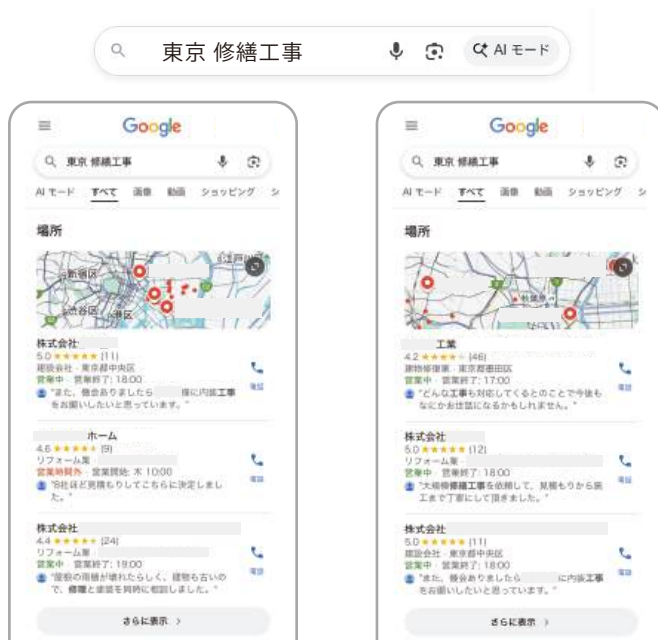 東京 修繕工事
AI モード
Google
東京 修繕工事
AI モード すべて 画像 動画 ショッピング シ
場所
新宿区
江戸川
渋谷区
港区
株式会社
5.0 ★★★★★ (11)
建設会社・東京都中央区
営業中・営業終了: 18:00
電話
"また、機会ありましたら 様に内装工事
をお願いしたいと思っています。"
ホーム
4.6 ★★★★★ (9)
リフォーム業・
営業時間外・営業開始: 木 10:00
電話
"8社ほど見積もりしてこちらに決定しまし
た。"
株式会社
4.4 ★★★★★ (24)
リフォーム業・
営業中・営業終了: 19:00
電話
"屋根の雨樋が壊れたらしく、建物も古いの
で、修理と塗装を同時に相談しました。"
さらに表示 >
Google
東京 修繕工事
AI モード すべて 画像 動画 ショッピング シ
場所
秋葉原
工業
4.2 ★★★★★ (46)
建物修復業・東京都墨田区
営業中・営業終了: 17:00
電話
"どんな工事も対応してくるとのことで今後も
なにかお世話になるかもしれません。"
株式会社
5.0 ★★★★★ (12)
リフォーム業・
営業中・営業終了: 18:00
電話
"大規模修繕工事を依頼して、見積もりから施
工まで丁寧にして頂きました。"
株式会社
5.0 ★★★★★ (11)
建設会社・東京都中央区
営業中・営業終了: 18:00
電話
"また、機会ありましたら に内装工事
をお願いしたいと思っています。"
さらに表示 >